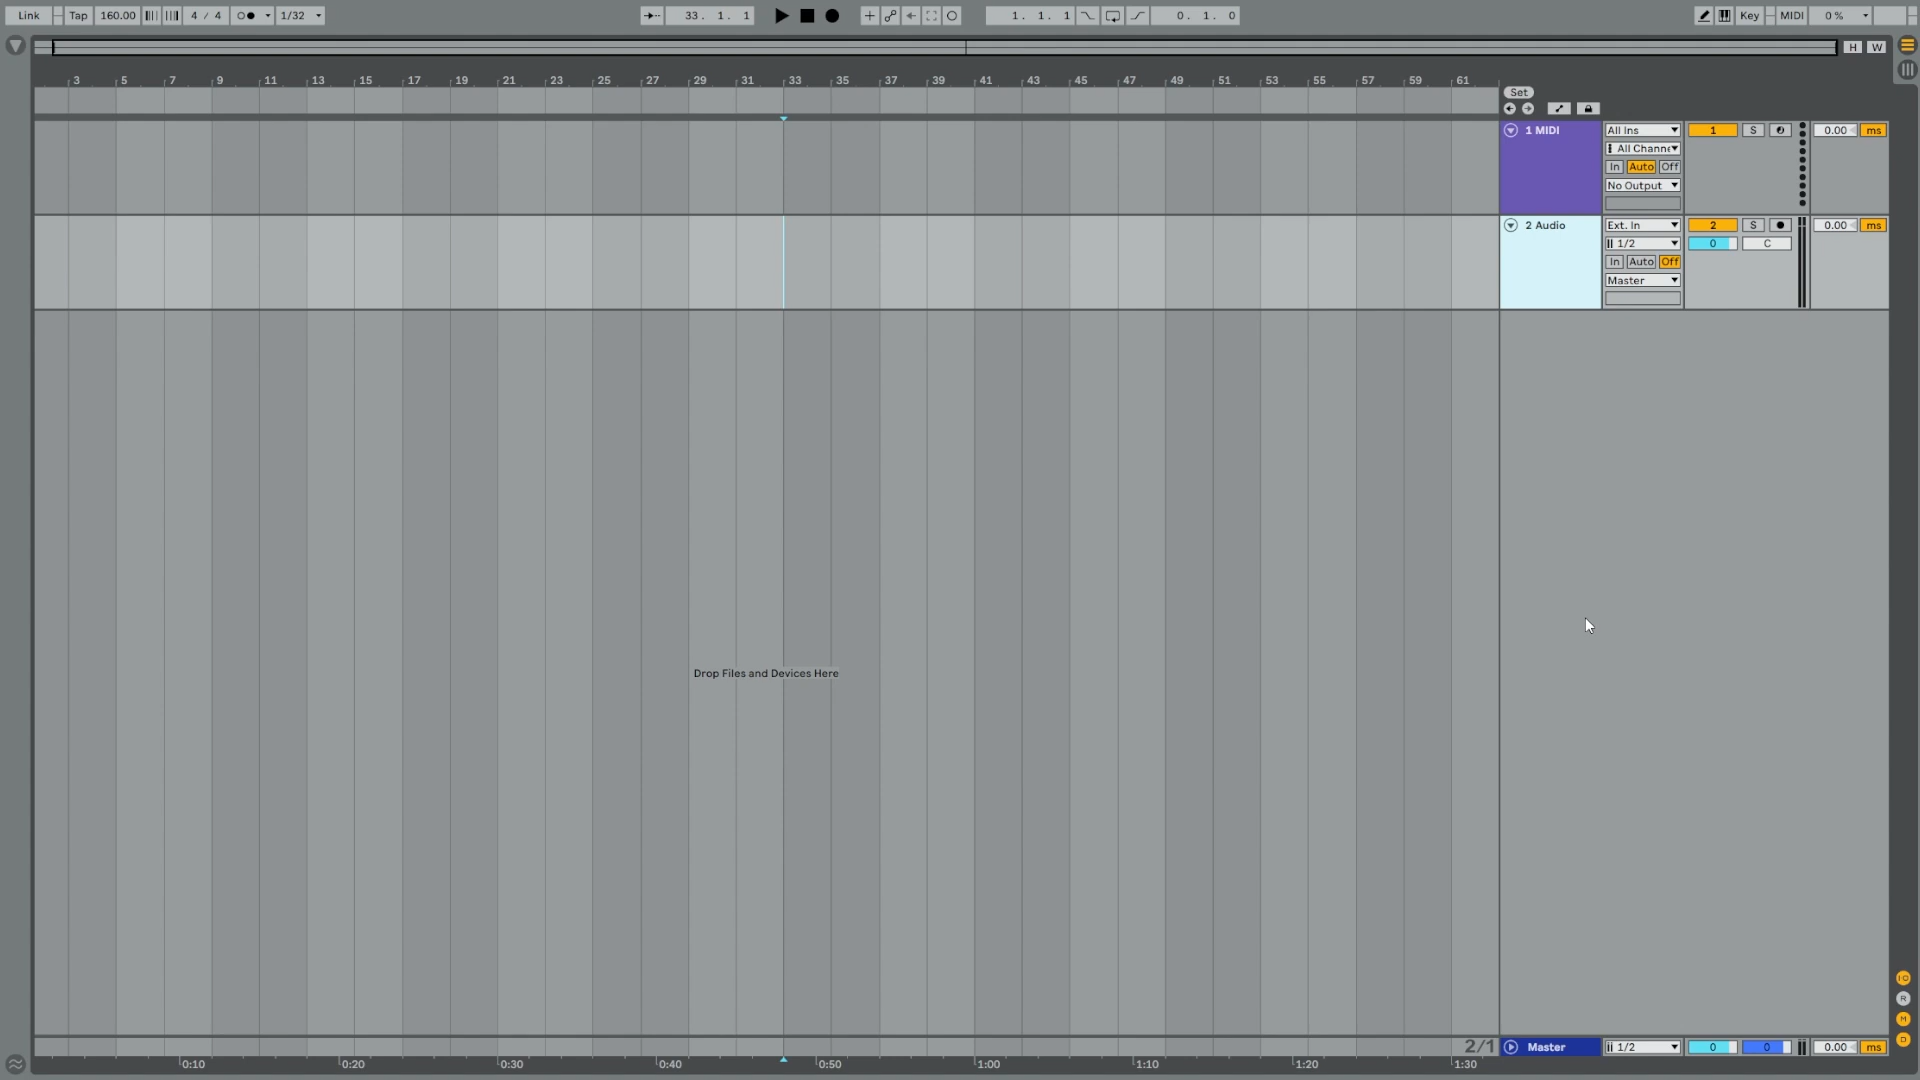 Link Tap 160.00 4 / 4 1/32 33. 1. 1 1. 1. 1 0. 1. 0 Key MIDI 0 %
H W
3 5 7 9 11 13 15 17 19 21 23 25 27 29 31 33 35 37 39 41 43 45 47 49 51 53 55 57 59 61
Set
1 MIDI All Ins 1 S 0.00 ms
All Channe
In Auto Off
No Output
2 Audio Ext. In 2 S 0.00 ms
1/2 0 C
In Auto Off
Master
Drop Files and Devices Here
R
M
D
2/1 Master 1/2 0 0 0.00 ms
0:10 0:20 0:30 0:40 0:50 1:00 1:10 1:20 1:30